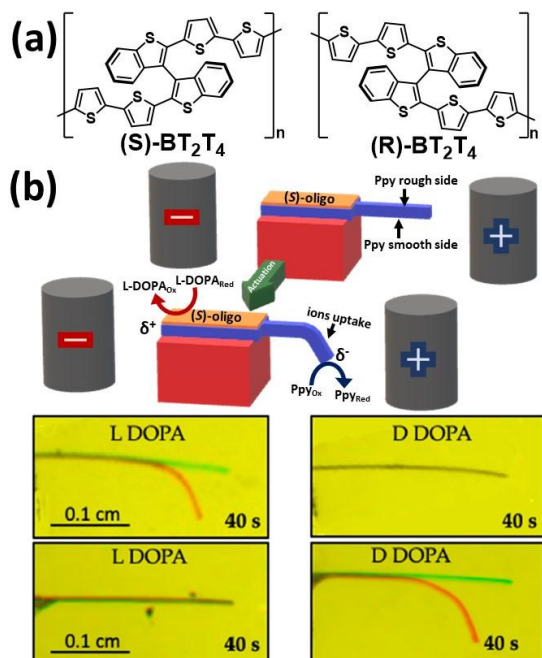 (a)
S S S S S S
n n
(S)-BT2T4 (R)-BT2T4
(b)
Ppy rough side
(S)-oligo
Ppy smooth side
−
+
L-DOPAOx L-DOPARed
Actuation
(S)-oligo
ions uptake
δ+
δ-
−
+
PpyOx PpyRed
L DOPA
0.1 cm
40 s
D DOPA
40 s
L DOPA
0.1 cm
40 s
D DOPA
40 s